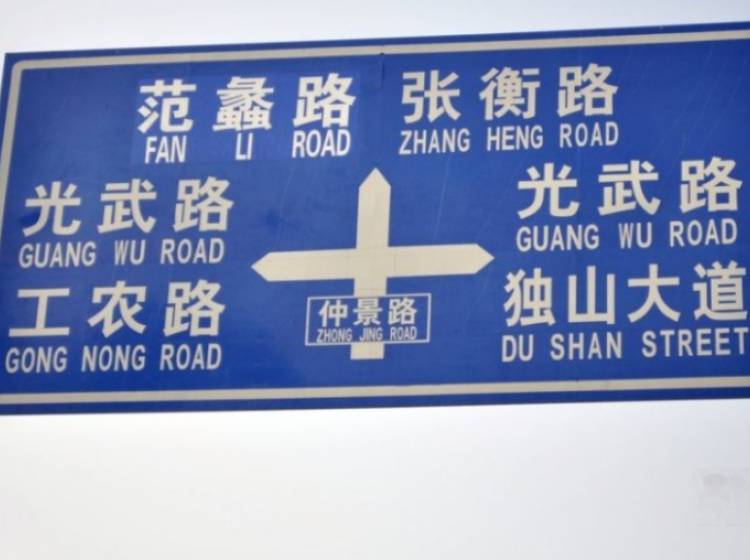 范蠡路 张衡路
FAN LI ROAD ZHANG HENG ROAD
光武路 光武路
GUANG WU ROAD GUANG WU ROAD
工农路 独山大道
GONG NONG ROAD DU SHAN STREET
仲景路
ZHONG JING ROAD